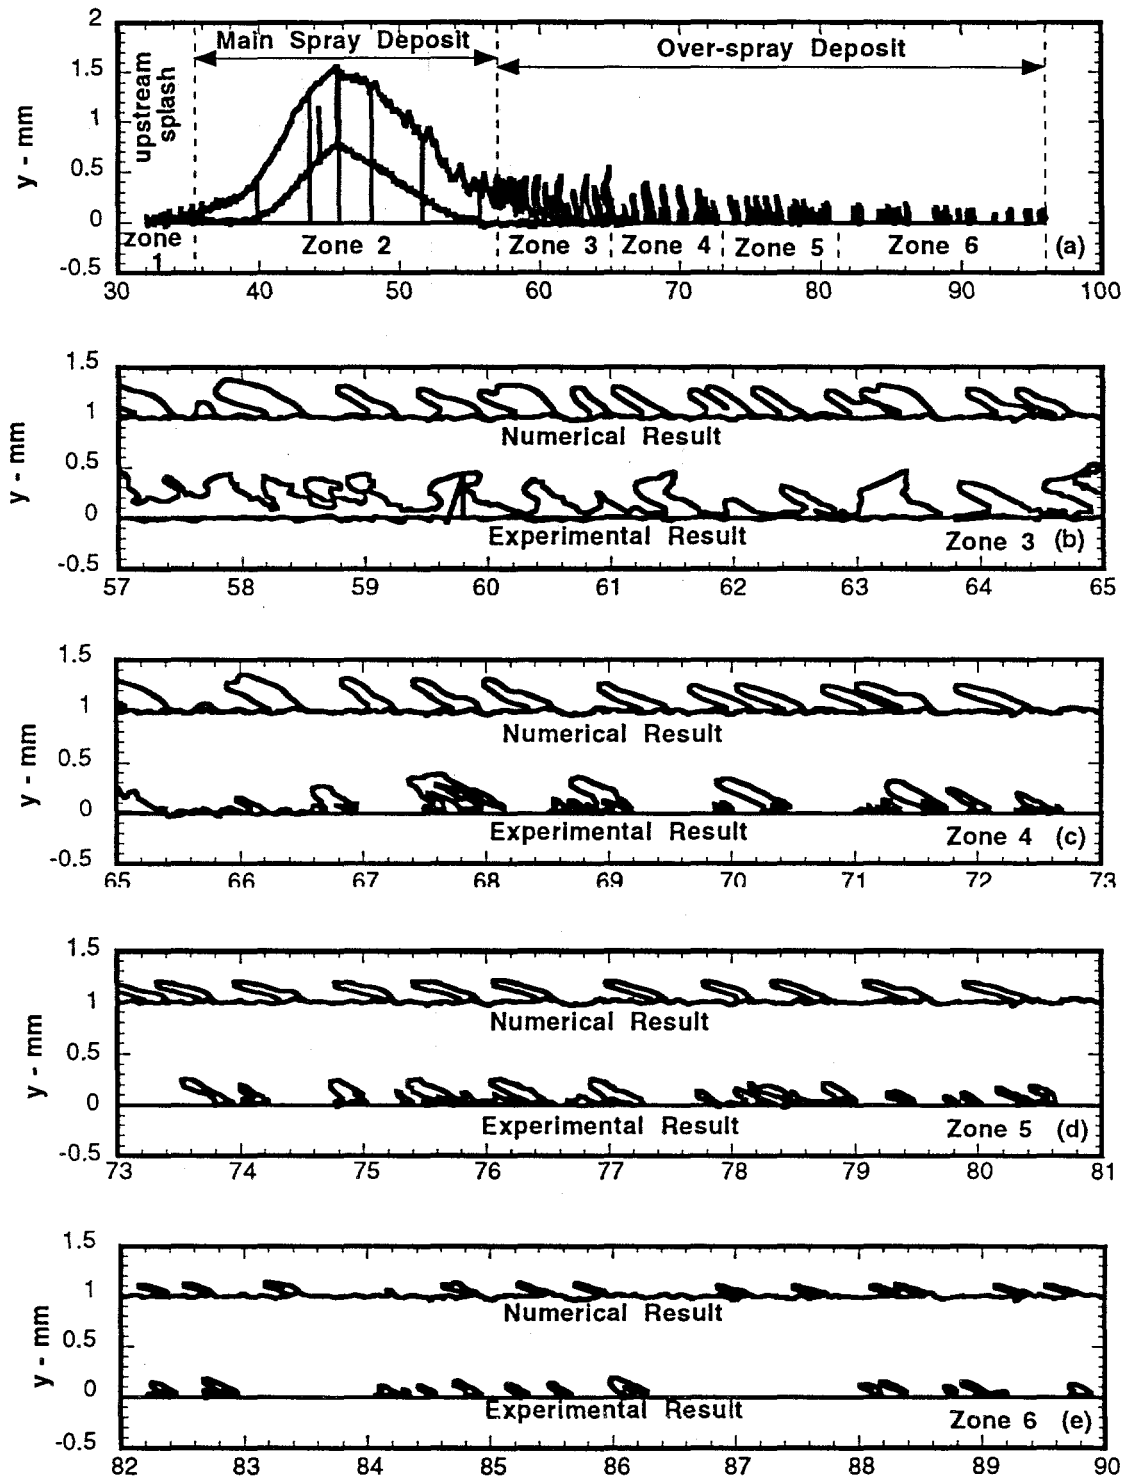 2
Main Spray Deposit
Over-spray Deposit
upstream
splash
1.5
1
0.5
0
-0.5
y - mm
zone
1
Zone 2
Zone 3
Zone 4
Zone 5
Zone 6
(a)
30 40 50 60 70 80 90 100
1.5
1
0.5
0
-0.5
y - mm
Numerical Result
Experimental Result
Zone 3 (b)
57 58 59 60 61 62 63 64 65
1.5
1
0.5
0
-0.5
y - mm
Numerical Result
Experimental Result
Zone 4 (c)
65 66 67 68 69 70 71 72 73
1.5
1
0.5
0
-0.5
y - mm
Numerical Result
Experimental Result
Zone 5 (d)
73 74 75 76 77 78 79 80 81
1.5
1
0.5
0
-0.5
y - mm
Numerical Result
Experimental Result
Zone 6 (e)
82 83 84 85 86 87 88 89 90